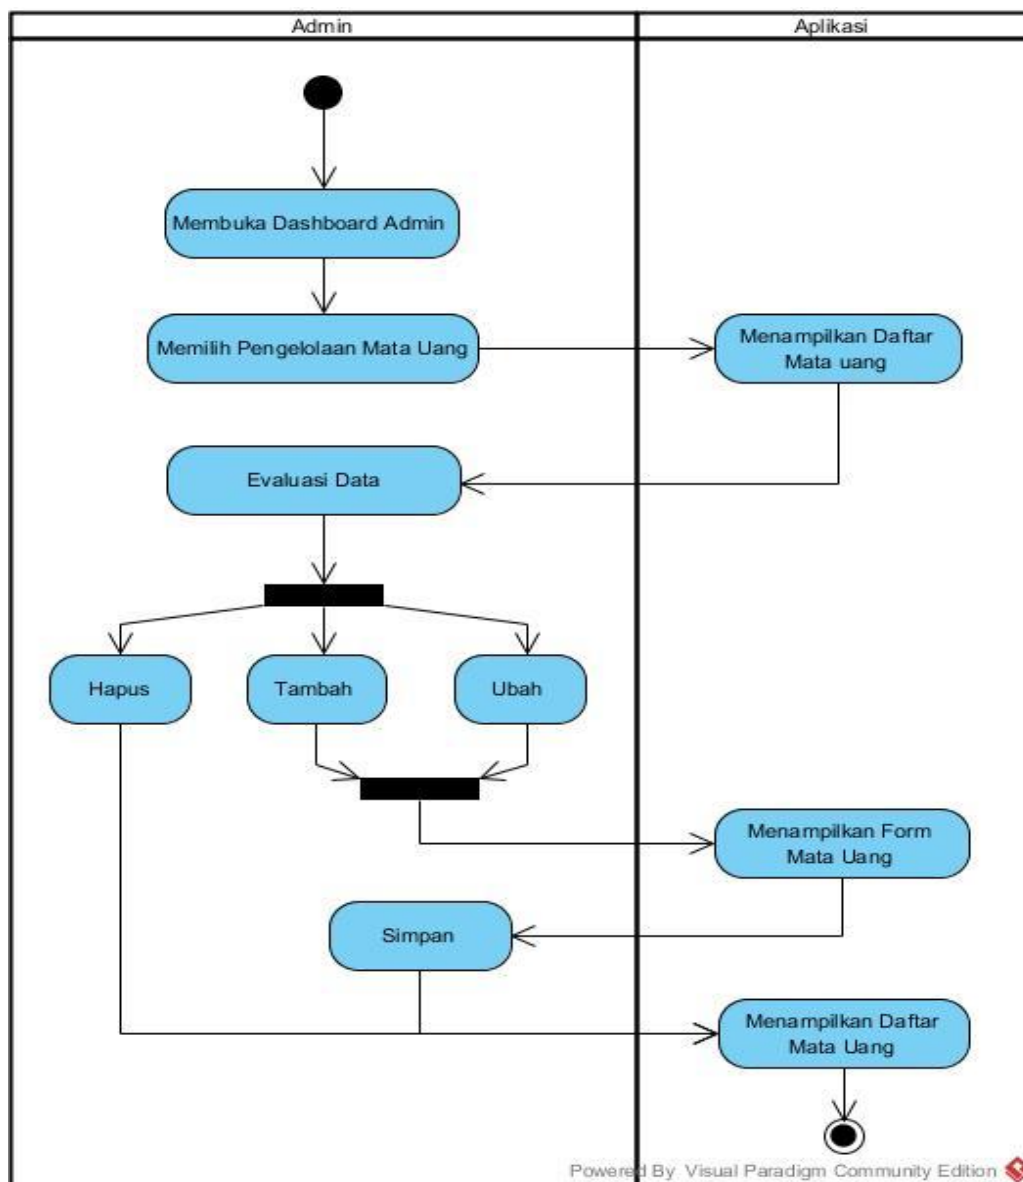 Admin
Aplikasi
Membuka Dashboard Admin
Memilih Pengelolaan Mata Uang
Menampilkan Daftar
Mata uang
Evaluasi Data
Hapus
Tambah
Ubah
Menampilkan Form
Mata Uang
Simpan
Menampilkan Daftar
Mata Uang
Powered By Visual Paradigm Community Edition